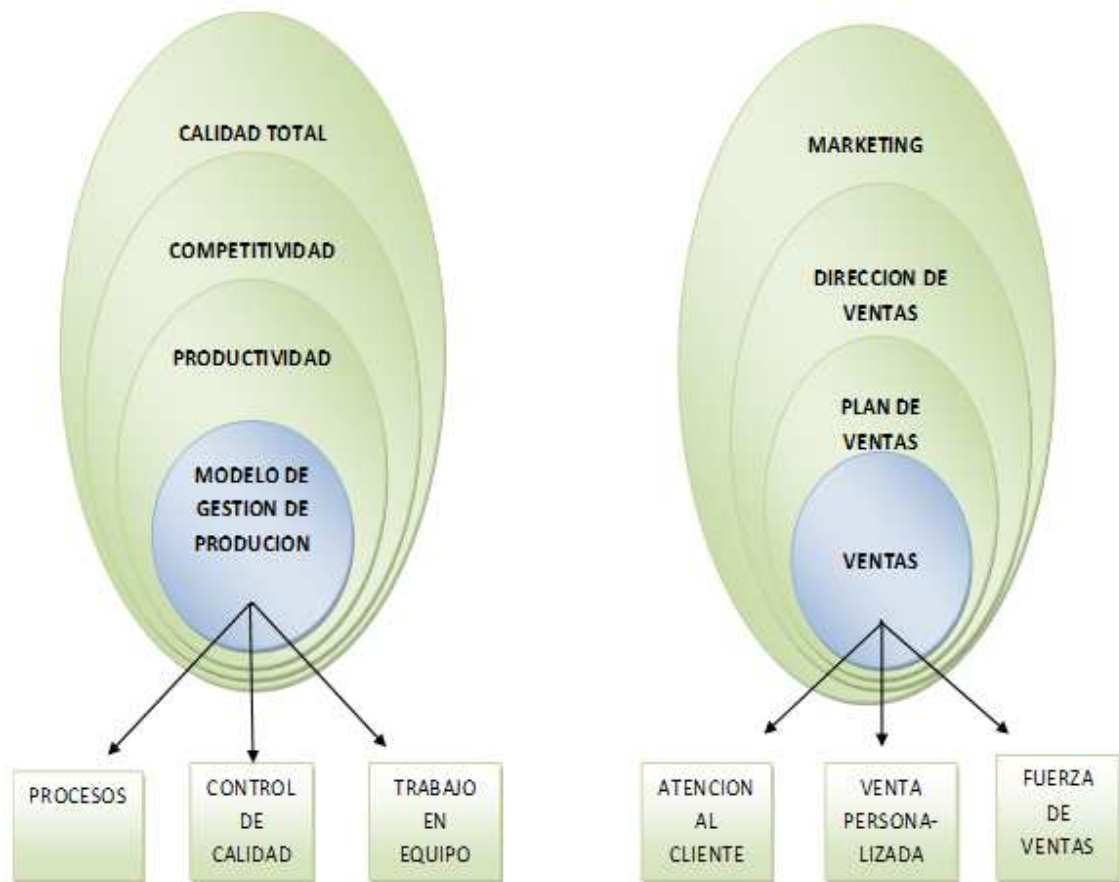 CALIDAD TOTAL
COMPETITIVIDAD
PRODUCTIVIDAD
MODELO DE
GESTION DE
PRODUCION
PROCESOS
CONTROL
DE
CALIDAD
TRABAJO
EN
EQUIPO
MARKETING
DIRECCION DE
VENTAS
PLAN DE
VENTAS
VENTAS
ATENCION
AL
CLIENTE
VENTA
PERSONA-
LIZADA
FUERZA
DE
VENTAS